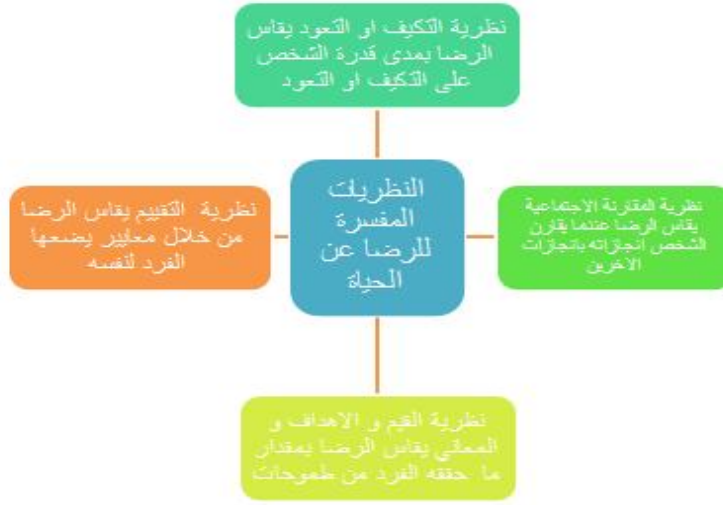 نظرية التكيف او التعود يقاس
الرضا بمدى قدرة الشخص
على التكيف او التعود
النظريات
المفسرة
للرضا عن
الحياة
نظرية المقارنة الاجتماعية
يقاس الرضا عندما يقارن
الشخص انجازاته بانجازات
الاخرين
نظرية التقييم يقاس الرضا
من خلال معايير يضعها
الفرد لنفسه
نظرية القيم و الاهداف و
المعاني يقاس الرضا بمقدار
ما حققه الفرد من طموحات